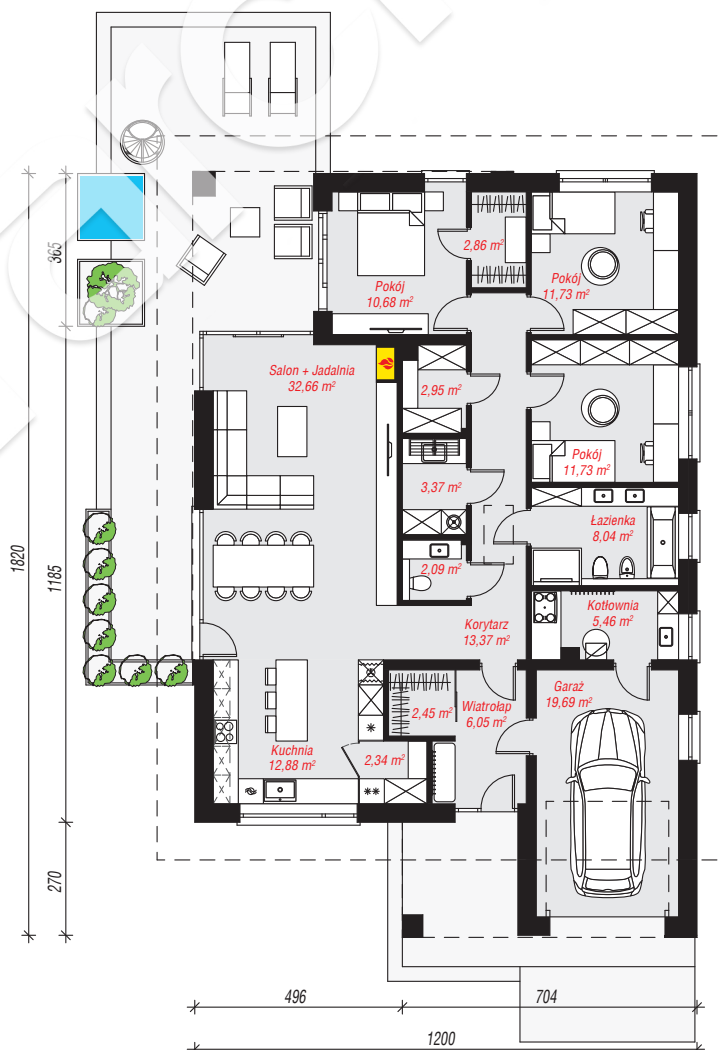 Pokój
10,68 m²
2,86 m²
Pokój
11,73 m²
Salon + Jadalnia
32,66 m²
2,95 m²
Pokój
11,73 m²
3,37 m²
Łazienka
8,04 m²
2,09 m²
Korytarz
13,37 m²
Kotłownia
5,46 m²
2,45 m²
Wiatrołap
6,05 m²
Garaż
19,69 m²
Kuchnia
12,88 m²
2,34 m²
365
1820
1185
270
496
704
1200